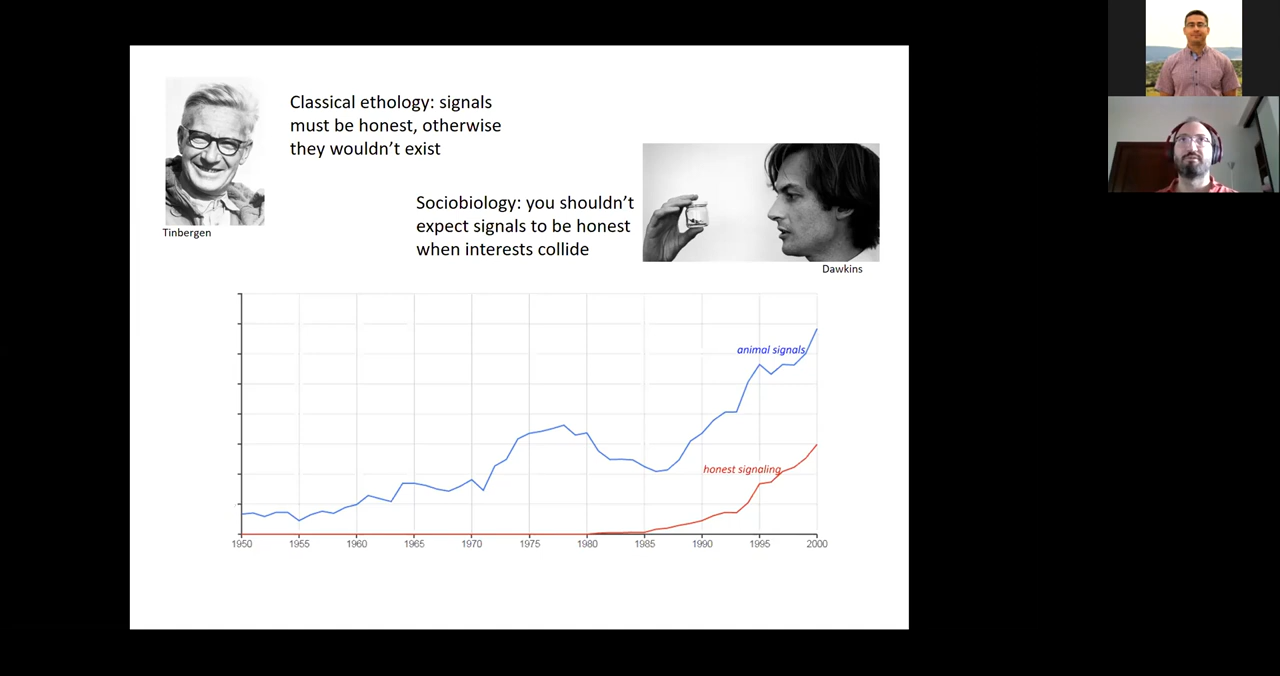 Classical ethology: signals
must be honest, otherwise
they wouldn't exist
Tinbergen
Sociobiology: you shouldn't
expect signals to be honest
when interests collide
Dawkins
animal signals
honest signaling
1950 1955 1960 1965 1970 1975 1980 1985 1990 1995 2000